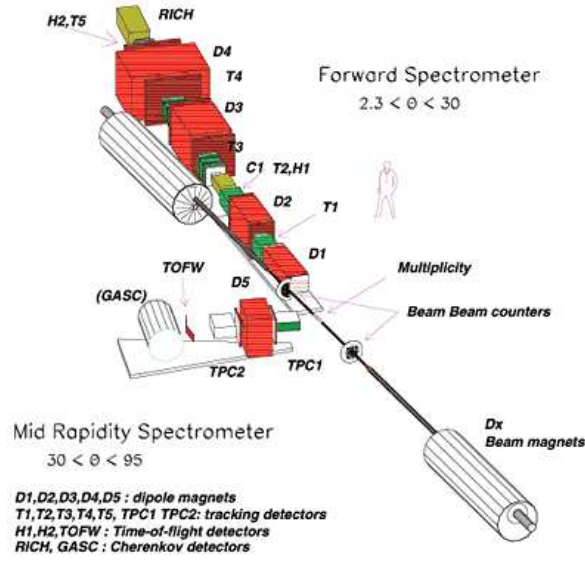 RICH
H2,T5
D4
T4
Forward Spectrometer
2.3 < θ < 30
D3
T3
C1 T2,H1
D2
T1
D1
TOFW
D5
Multiplicity
(GASC)
Beam Beam counters
TPC2
TPC1
Dx
Beam magnets
Mid Rapidity Spectrometer
30 < θ < 95
D1,D2,D3,D4,D5 : dipole magnets
T1,T2,T3,T4,T5, TPC1 TPC2: tracking detectors
H1,H2,TOFW : Time-of-flight detectors
RICH, GASC : Cherenkov detectors